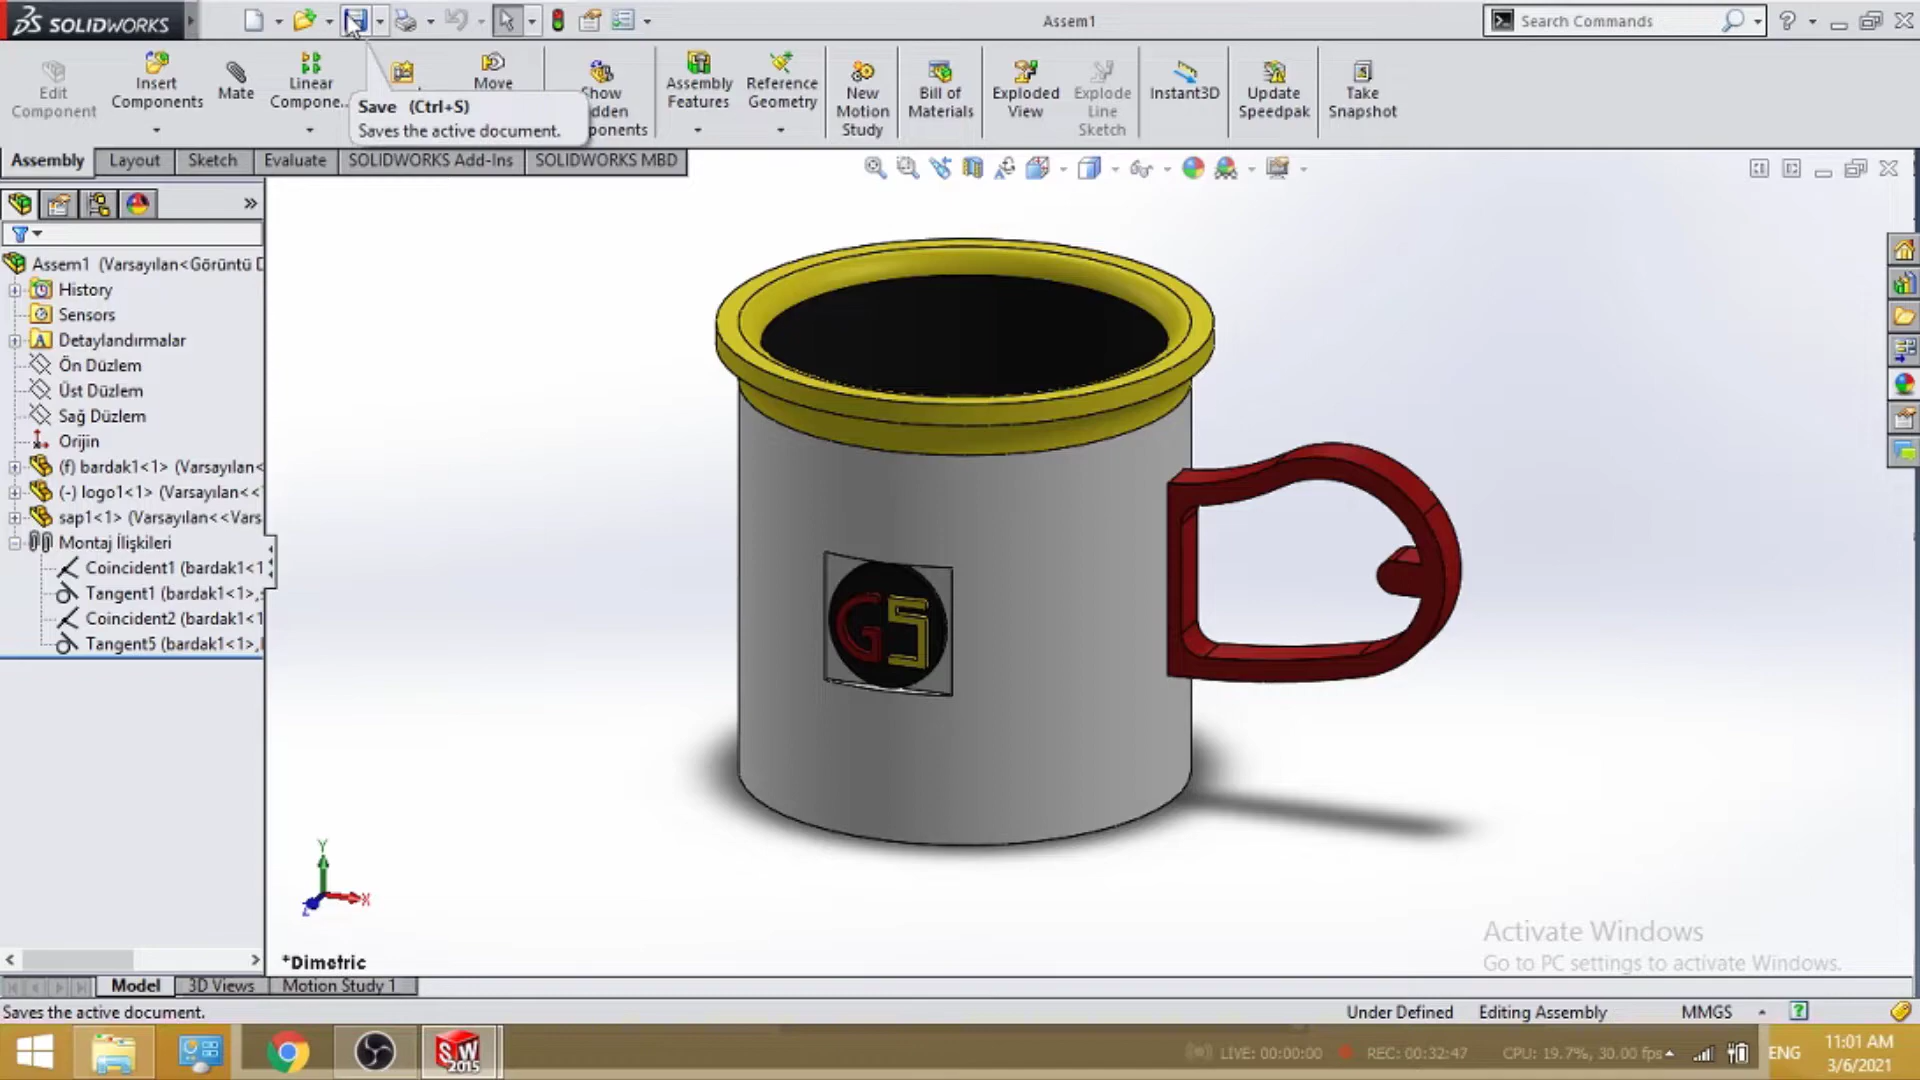 SOLIDWORKS
Assem1
Search Commands
Edit
Component
Insert
Components
Mate
Linear
Compone...
Move
Show
dden
ponents
Assembly
Features
Reference
Geometry
New
Motion
Study
Bill of
Materials
Exploded
View
Explode
Line
Sketch
Instant3D
Update
Speedpak
Take
Snapshot
Save (Ctrl+S)
Saves the active document.
Assembly
Layout
Sketch
Evaluate
SOLIDWORKS Add-Ins
SOLIDWORKS MBD
Assem1 (Varsayılan<Görüntü D
History
Sensors
Detaylandırmalar
Ön Düzlem
Üst Düzlem
Sağ Düzlem
Orijin
(f) bardak1<1> (Varsayılan<
(-) logo1<1> (Varsayılan<<
sap1<1> (Varsayılan<<Vars
Montaj İlişkileri
Coincident1 (bardak1<1
Tangent1 (bardak1<1>,
Coincident2 (bardak1<1
Tangent5 (bardak1<1>,
GS
Y
X
Z
*Dimetric
Activate Windows
Go to PC settings to activate Windows.
Model
3D Views
Motion Study 1
Saves the active document.
Under Defined
Editing Assembly
MMGS
SW
2015
LIVE: 00:00:00
REC: 00:32:47
CPU: 19.7%, 30.00 fps
ENG
11:01 AM
3/6/2021